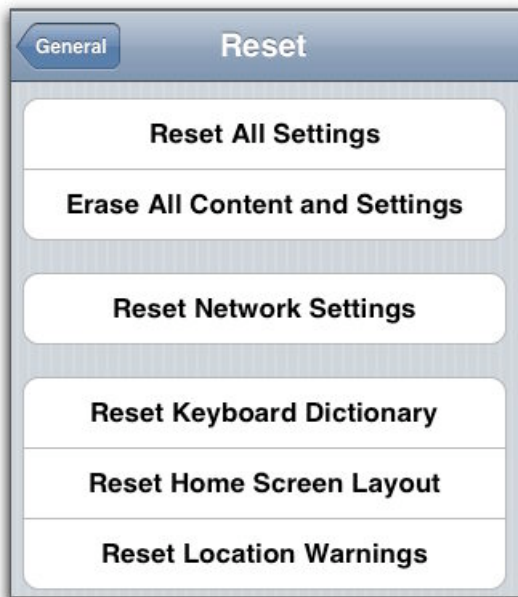 General
Reset
Reset All Settings
Erase All Content and Settings
Reset Network Settings
Reset Keyboard Dictionary
Reset Home Screen Layout
Reset Location Warnings